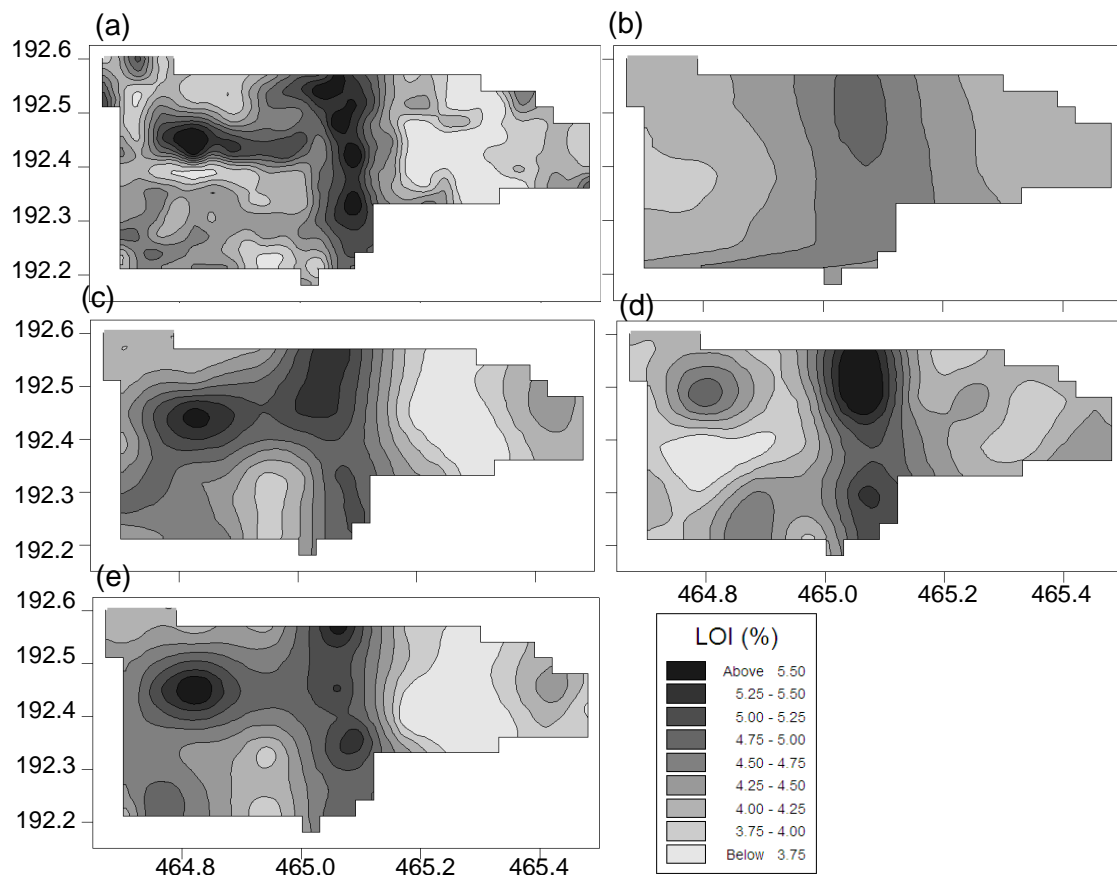 (a)
(b)
192.6
192.5
192.4
192.3
192.2
(c)
(d)
192.6
192.5
192.4
192.3
192.2
464.8 465.0 465.2 465.4
(e)
192.6
192.5
192.4
192.3
192.2
464.8 465.0 465.2 465.4
LOI (%)
Above 5.50
5.25 - 5.50
5.00 - 5.25
4.75 - 5.00
4.50 - 4.75
4.25 - 4.50
4.00 - 4.25
3.75 - 4.00
Below 3.75